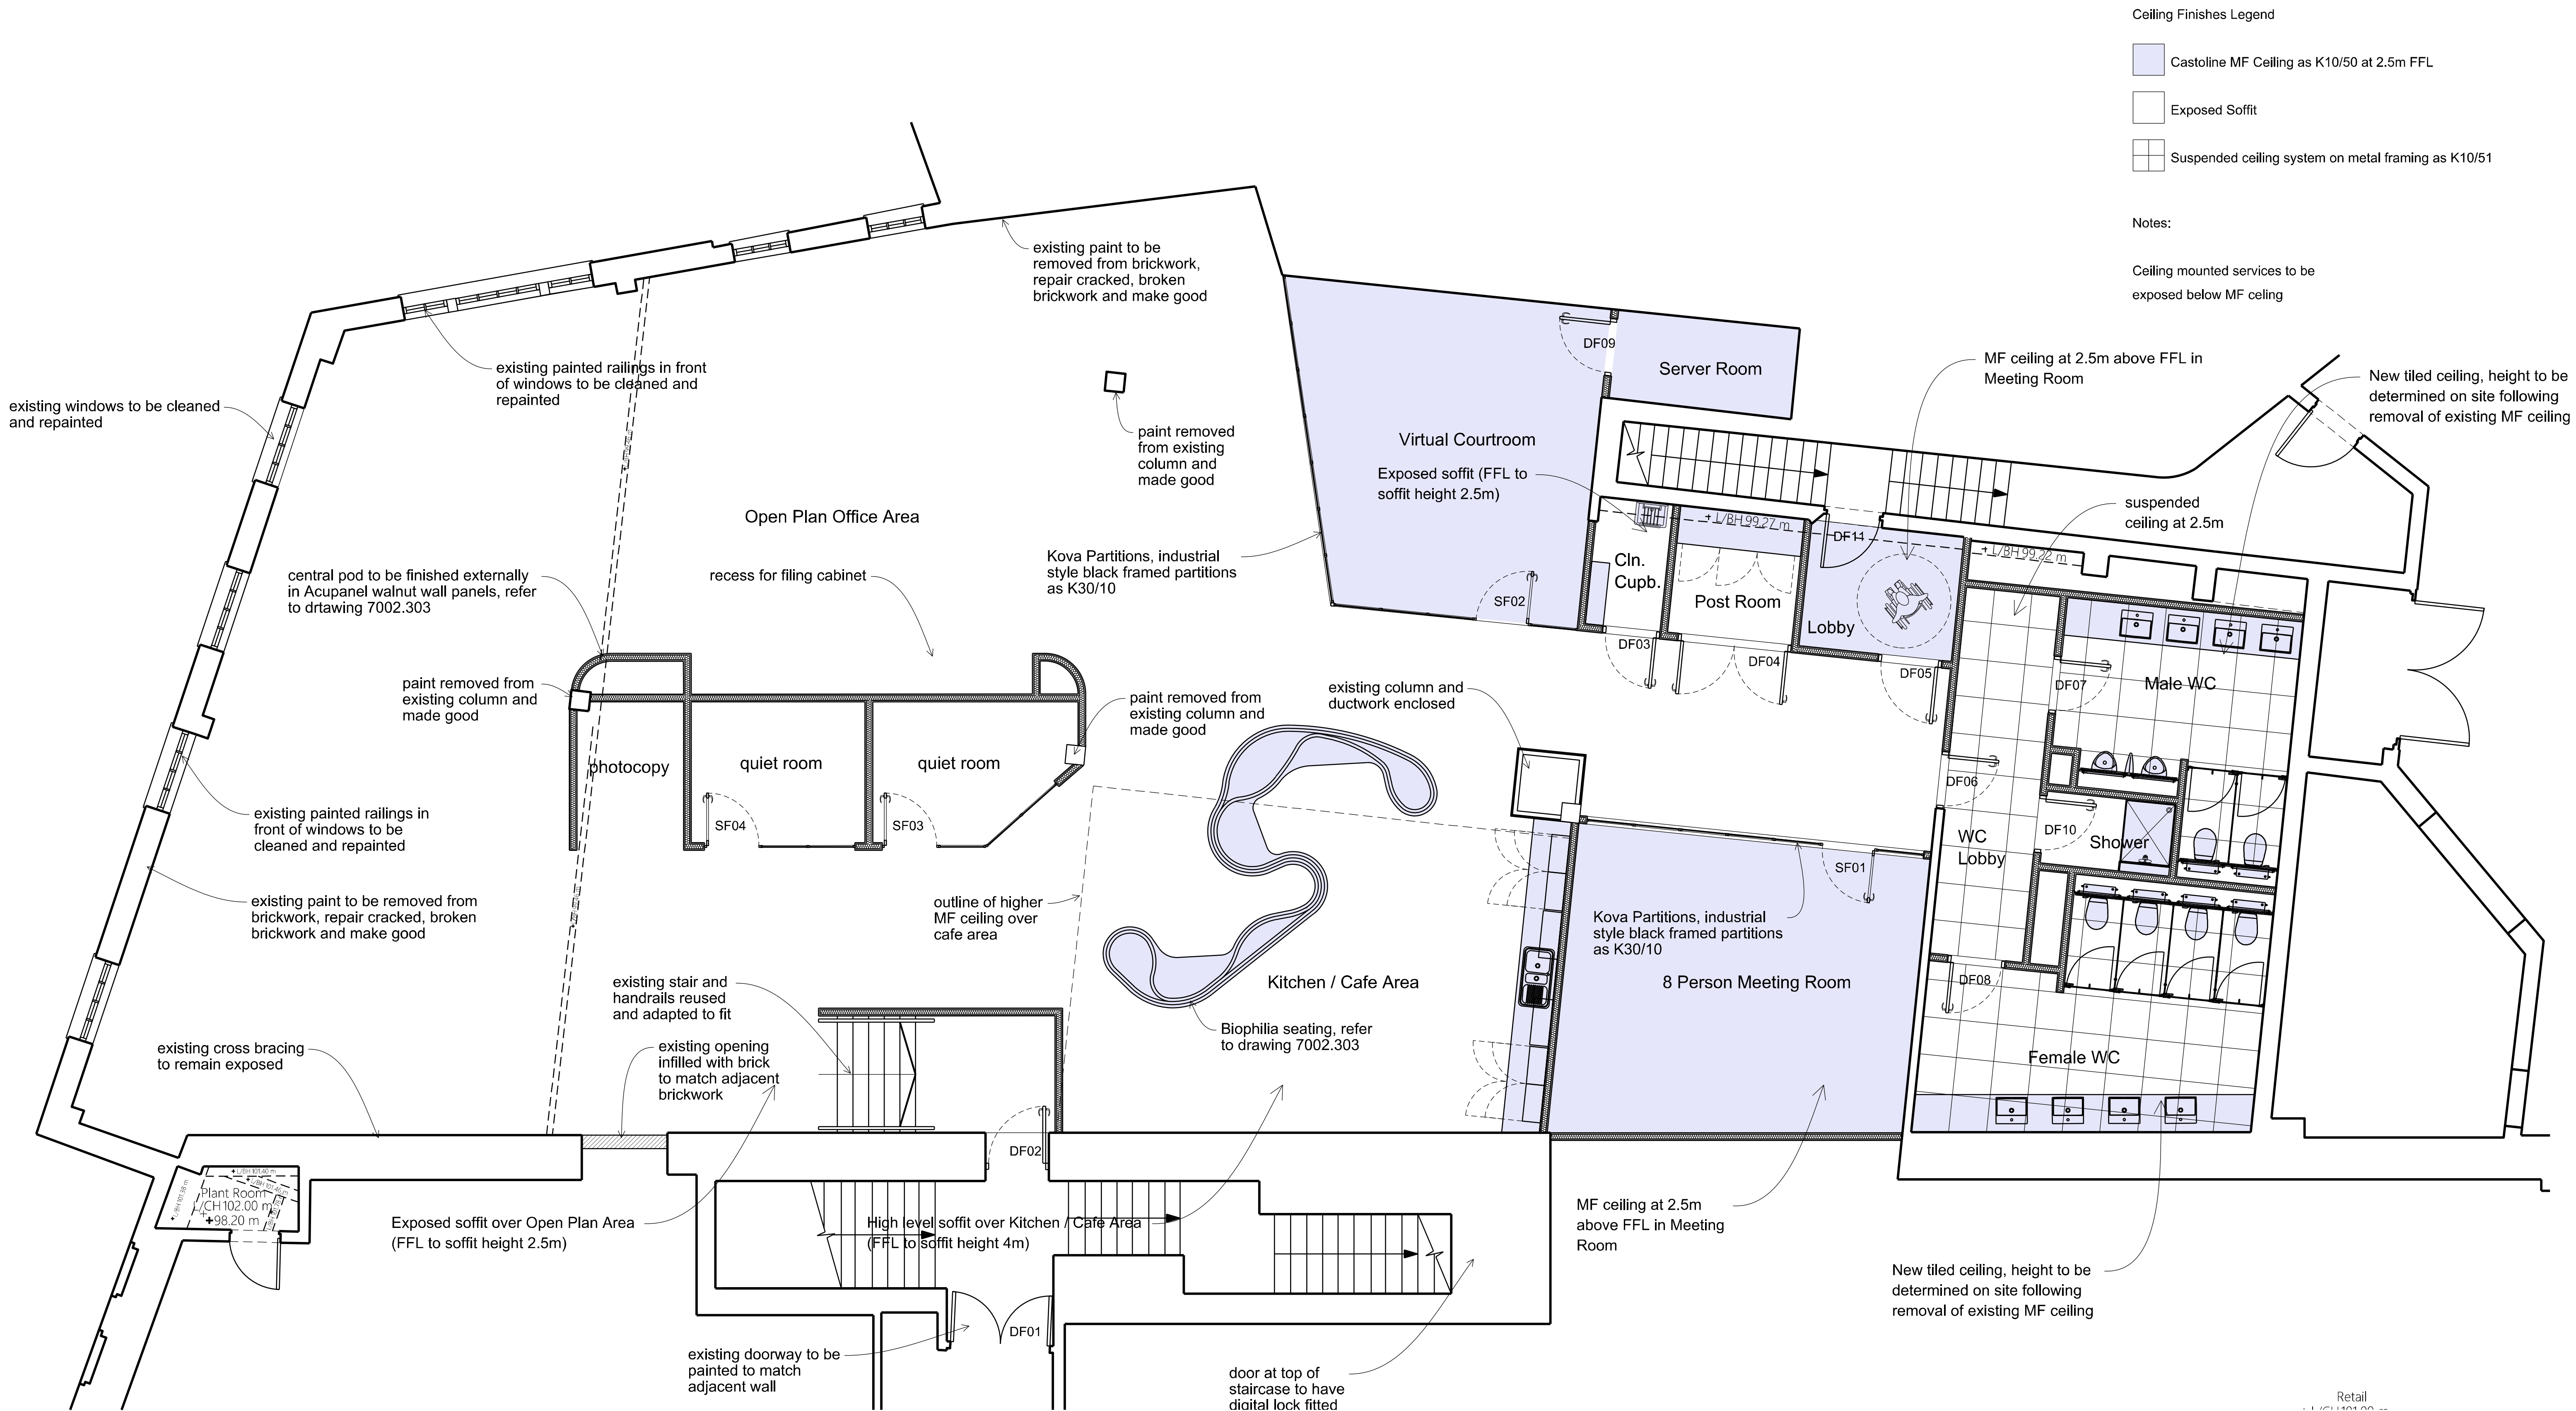 Ceiling Finishes Legend
Castoline MF Ceiling as K10/50 at 2.5m FFL
Exposed Soffit
Suspended ceiling system on metal framing as K10/51
Notes:
Ceiling mounted services to be
exposed below MF celing
existing paint to be
removed from brickwork,
repair cracked, broken
brickwork and make good
existing painted railings in front
of windows to be cleaned and
repainted
existing windows to be cleaned
and repainted
paint removed
from existing
column and
made good
DF09
Server Room
MF ceiling at 2.5m above FFL in
Meeting Room
New tiled ceiling, height to be
determined on site following
removal of existing MF ceiling
Virtual Courtroom
Exposed soffit (FFL to
soffit height 2.5m)
suspended
ceiling at 2.5m
Open Plan Office Area
+ L/BH 99.27 m
DF11
+ L/BH 99.22 m
Kova Partitions, industrial
style black framed partitions
as K30/10
Cln.
Cupb.
Post Room
Lobby
SF02
central pod to be finished externally
in Acupanel walnut wall panels, refer
to drtawing 7002.303
recess for filing cabinet
DF03
DF04
DF05
DF07
Male WC
paint removed from
existing column and
made good
paint removed from
existing column and
made good
existing column and
ductwork enclosed
photocopy
quiet room
quiet room
DF06
SF04
SF03
DF10
Shower
WC
Lobby
SF01
existing painted railings in
front of windows to be
cleaned and repainted
existing paint to be removed from
brickwork, repair cracked, broken
brickwork and make good
outline of higher
MF ceiling over
cafe area
Kova Partitions, industrial
style black framed partitions
as K30/10
Kitchen / Cafe Area
8 Person Meeting Room
DF08
existing stair and
handrails reused
and adapted to fit
Biophilia seating, refer
to drawing 7002.303
existing cross bracing
to remain exposed
existing opening
infilled with brick
to match adjacent
brickwork
Female WC
DF02
+ L/BH 101.40 m
+ L/BH 101.38 m
Plant Room
L/CH 102.00 m
+98.20 m
Exposed soffit over Open Plan Area
(FFL to soffit height 2.5m)
High level soffit over Kitchen / Cafe Area
(FFL to soffit height 4m)
MF ceiling at 2.5m
above FFL in Meeting
Room
New tiled ceiling, height to be
determined on site following
removal of existing MF ceiling
DF01
existing doorway to be
painted to match
adjacent wall
door at top of
staircase to have
digital lock fitted
Retail